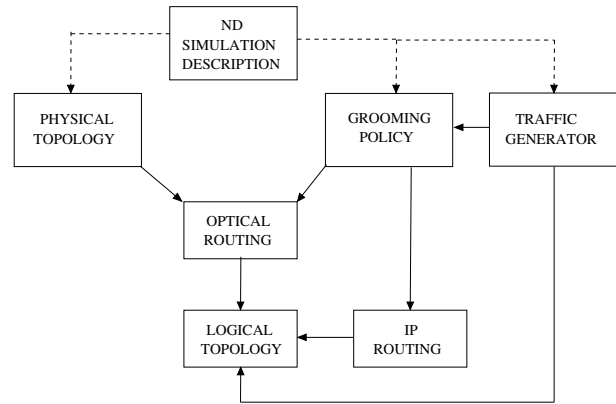 ND
SIMULATION
DESCRIPTION
PHYSICAL
TOPOLOGY
GROOMING
POLICY
TRAFFIC
GENERATOR
OPTICAL
ROUTING
LOGICAL
TOPOLOGY
IP
ROUTING